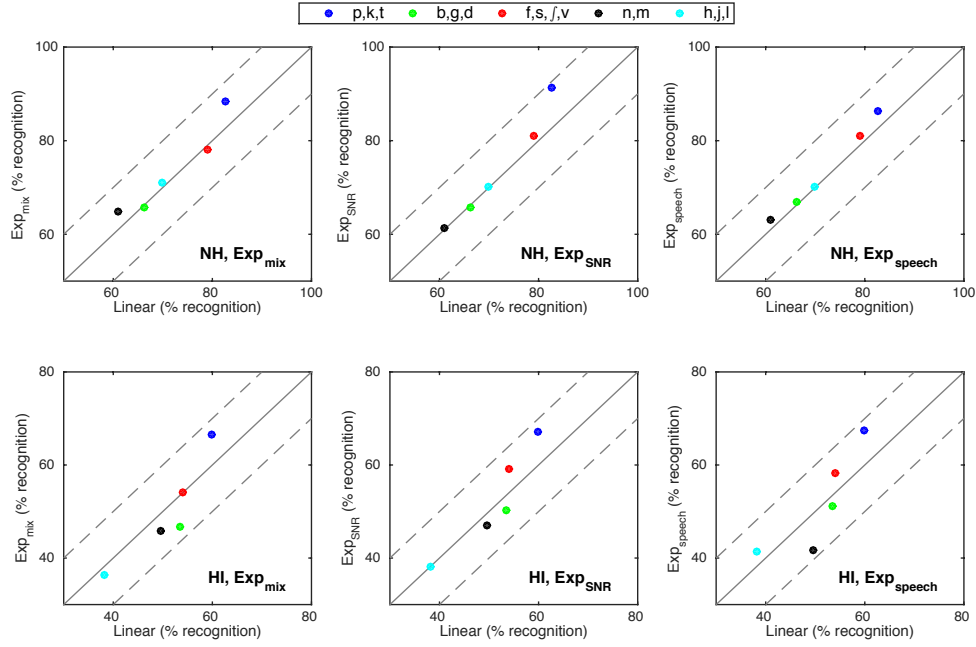 p,k,t b,g,d f,s,ʃ,v n,m h,j,l
100
80
60
Exp_mix (% recognition)
NH, Exp_mix
60 80 100
Linear (% recognition)
100
80
60
Exp_SNR (% recognition)
NH, Exp_SNR
60 80 100
Linear (% recognition)
100
80
60
Exp_speech (% recognition)
NH, Exp_speech
60 80 100
Linear (% recognition)
80
60
40
Exp_mix (% recognition)
HI, Exp_mix
40 60 80
Linear (% recognition)
80
60
40
Exp_SNR (% recognition)
HI, Exp_SNR
40 60 80
Linear (% recognition)
80
60
40
Exp_speech (% recognition)
HI, Exp_speech
40 60 80
Linear (% recognition)